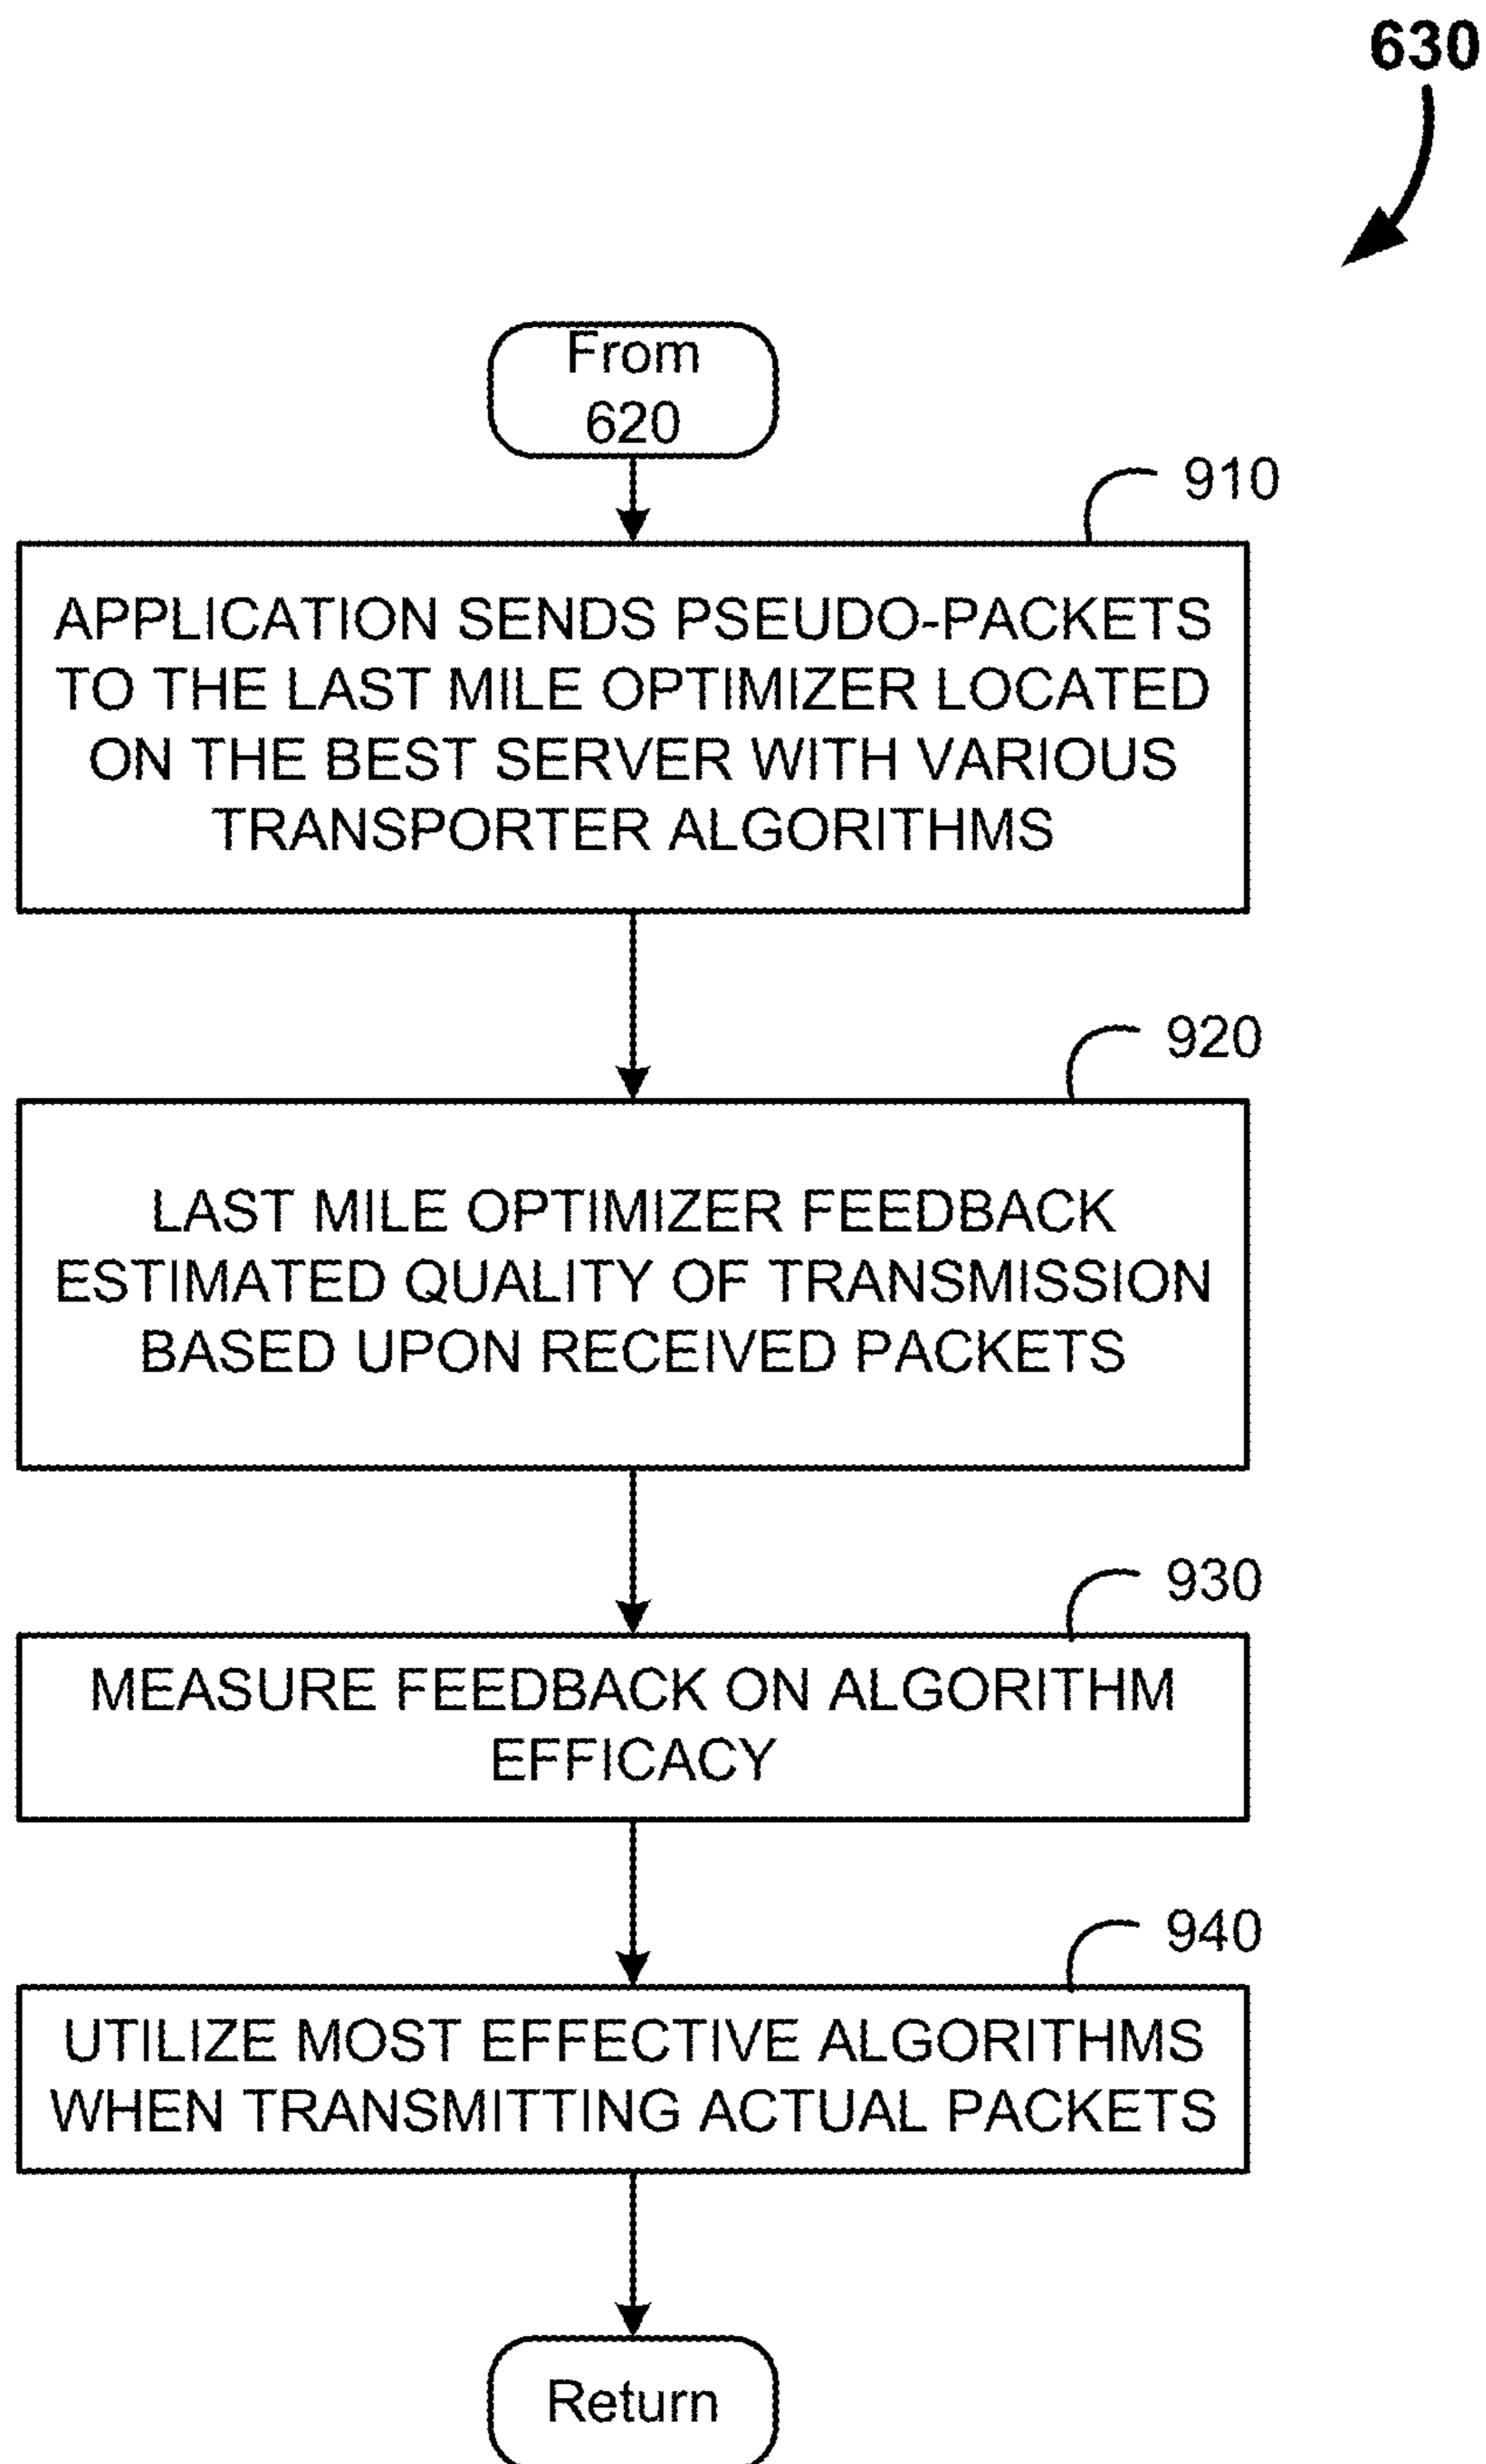 630
From
620
910
APPLICATION SENDS PSEUDO-PACKETS
TO THE LAST MILE OPTIMIZER LOCATED
ON THE BEST SERVER WITH VARIOUS
TRANSPORTER ALGORITHMS
920
LAST MILE OPTIMIZER FEEDBACK
ESTIMATED QUALITY OF TRANSMISSION
BASED UPON RECEIVED PACKETS
930
MEASURE FEEDBACK ON ALGORITHM
EFFICACY
940
UTILIZE MOST EFFECTIVE ALGORITHMS
WHEN TRANSMITTING ACTUAL PACKETS
Return